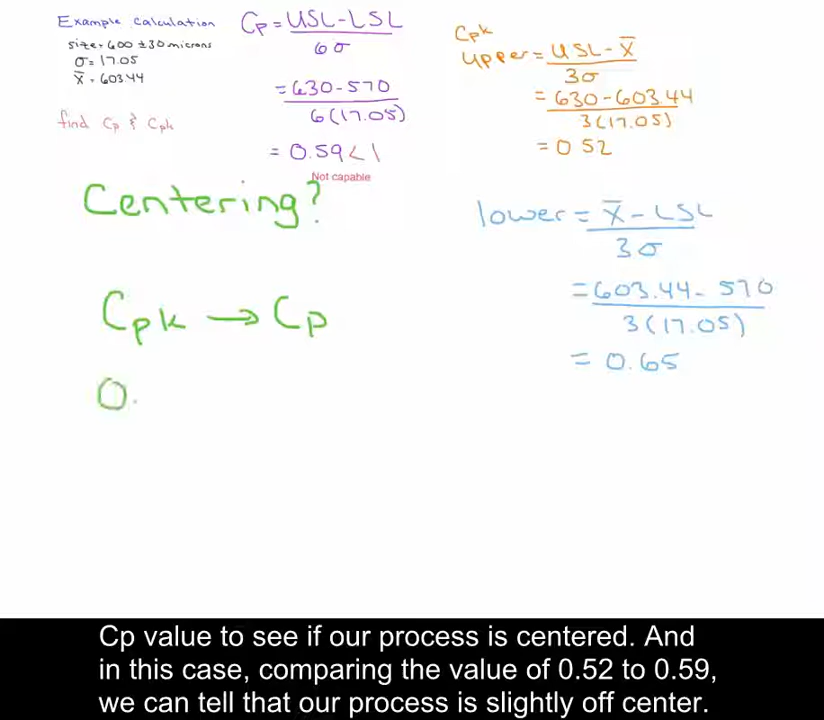 Example Calculation
size = 600 ±30 microns
σ = 17.05
x̄ = 603.44
find Cp & Cpk
Cp = USL - LSL
6σ
= 630 - 570
6(17.05)
= 0.59 < 1
Not capable
Cpk
upper = USL - x̄
3σ
= 630 - 603.44
3(17.05)
= 0 52
lower = x̄ - LSL
3σ
= 603.44 - 570
3(17.05)
= 0.65
Centering?
Cpk → Cp
0.
Cp value to see if our process is centered. And
in this case, comparing the value of 0.52 to 0.59,
we can tell that our process is slightly off center.